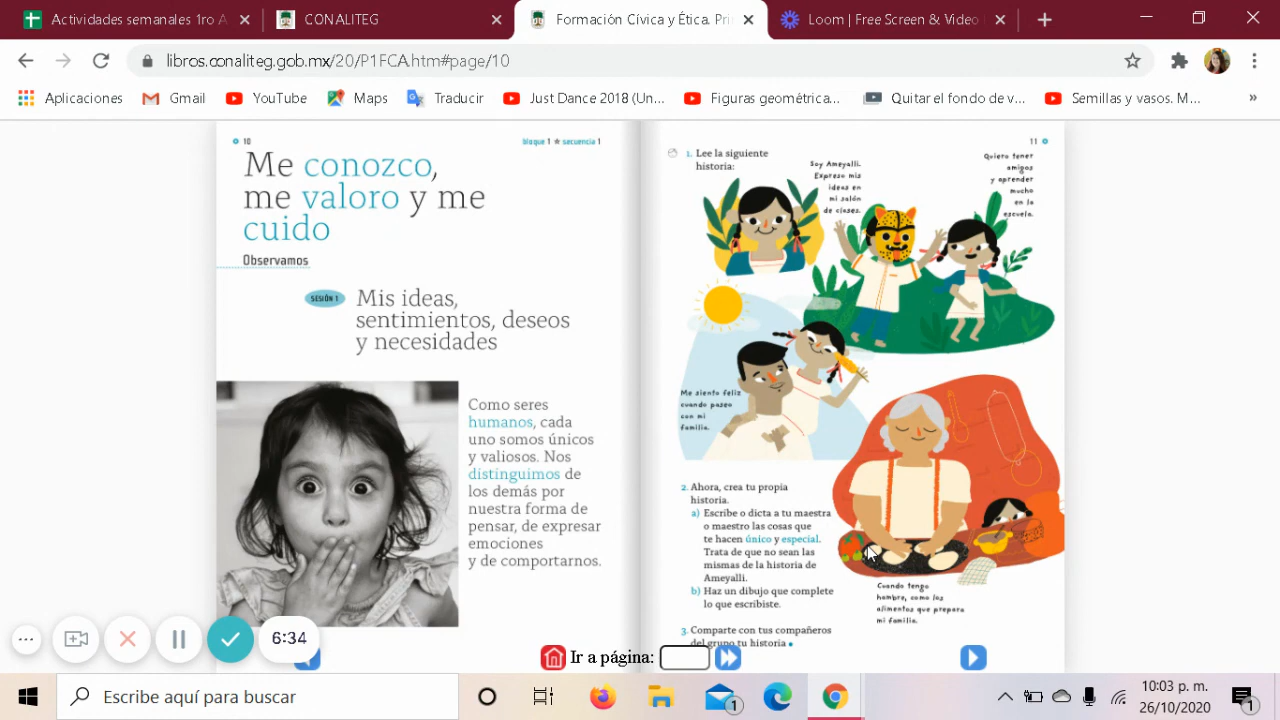 Actividades semanales 1ro A
CONALITEG
Formación Cívica y Ética. Pri
Loom | Free Screen & Video
libros.conaliteg.gob.mx/20/P1FCA.htm#page/10
Aplicaciones
Gmail
YouTube
Maps
Traducir
Just Dance 2018 (Un...
Figuras geométrica...
Quitar el fondo de v...
Semillas y vasos. M...
»
10
bloque 1 ★ secuencia 1
Me conozco,
me valoro y me
cuido
Observamos
SESIÓN 1
Mis ideas,
sentimientos, deseos
y necesidades
Como seres
humanos, cada
uno somos únicos
y valiosos. Nos
distinguimos de
los demás por
nuestra forma de
pensar, de expresar
emociones
y de comportarnos.
11
1. Lee la siguiente
historia:
Soy Ameyalli.
Expreso mis
ideas en
mi salón
de clases.
Quiero tener
amigos
y aprender
mucho
en la
escuela.
Me siento feliz
cuando paseo
con mi
familia.
2. Ahora, crea tu propia
historia.
a) Escribe o dicta a tu maestra
o maestro las cosas que
te hacen único y especial.
Trata de que no sean las
mismas de la historia de
Ameyalli.
b) Haz un dibujo que complete
lo que escribiste.
3. Comparte con tus compañeros
del grupo tu historia
Cuando tengo
hambre, como los
alimentos que prepara
mi familia.
6:34
Ir a página:
Escribe aquí para buscar
1
10:03 p. m.
26/10/2020
1